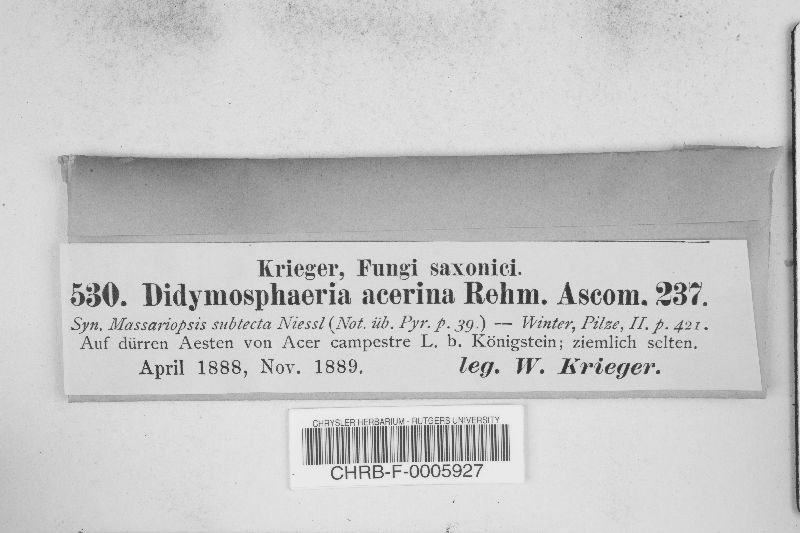 Krieger, Fungi saxonici.
530. Didymosphaeria acerina Rehm. Ascom. 237.
Syn. Massariopsis subtecta Niessl (Not. üb. Pyr. p. 39.) — Winter, Pilze, II. p. 421.
Auf dürren Aesten von Acer campestre L. b. Königstein; ziemlich selten.
April 1888, Nov. 1889. leg. W. Krieger.
CHRYSLER HERBARIUM - RUTGERS UNIVERSITY
CHRB-F-0005927